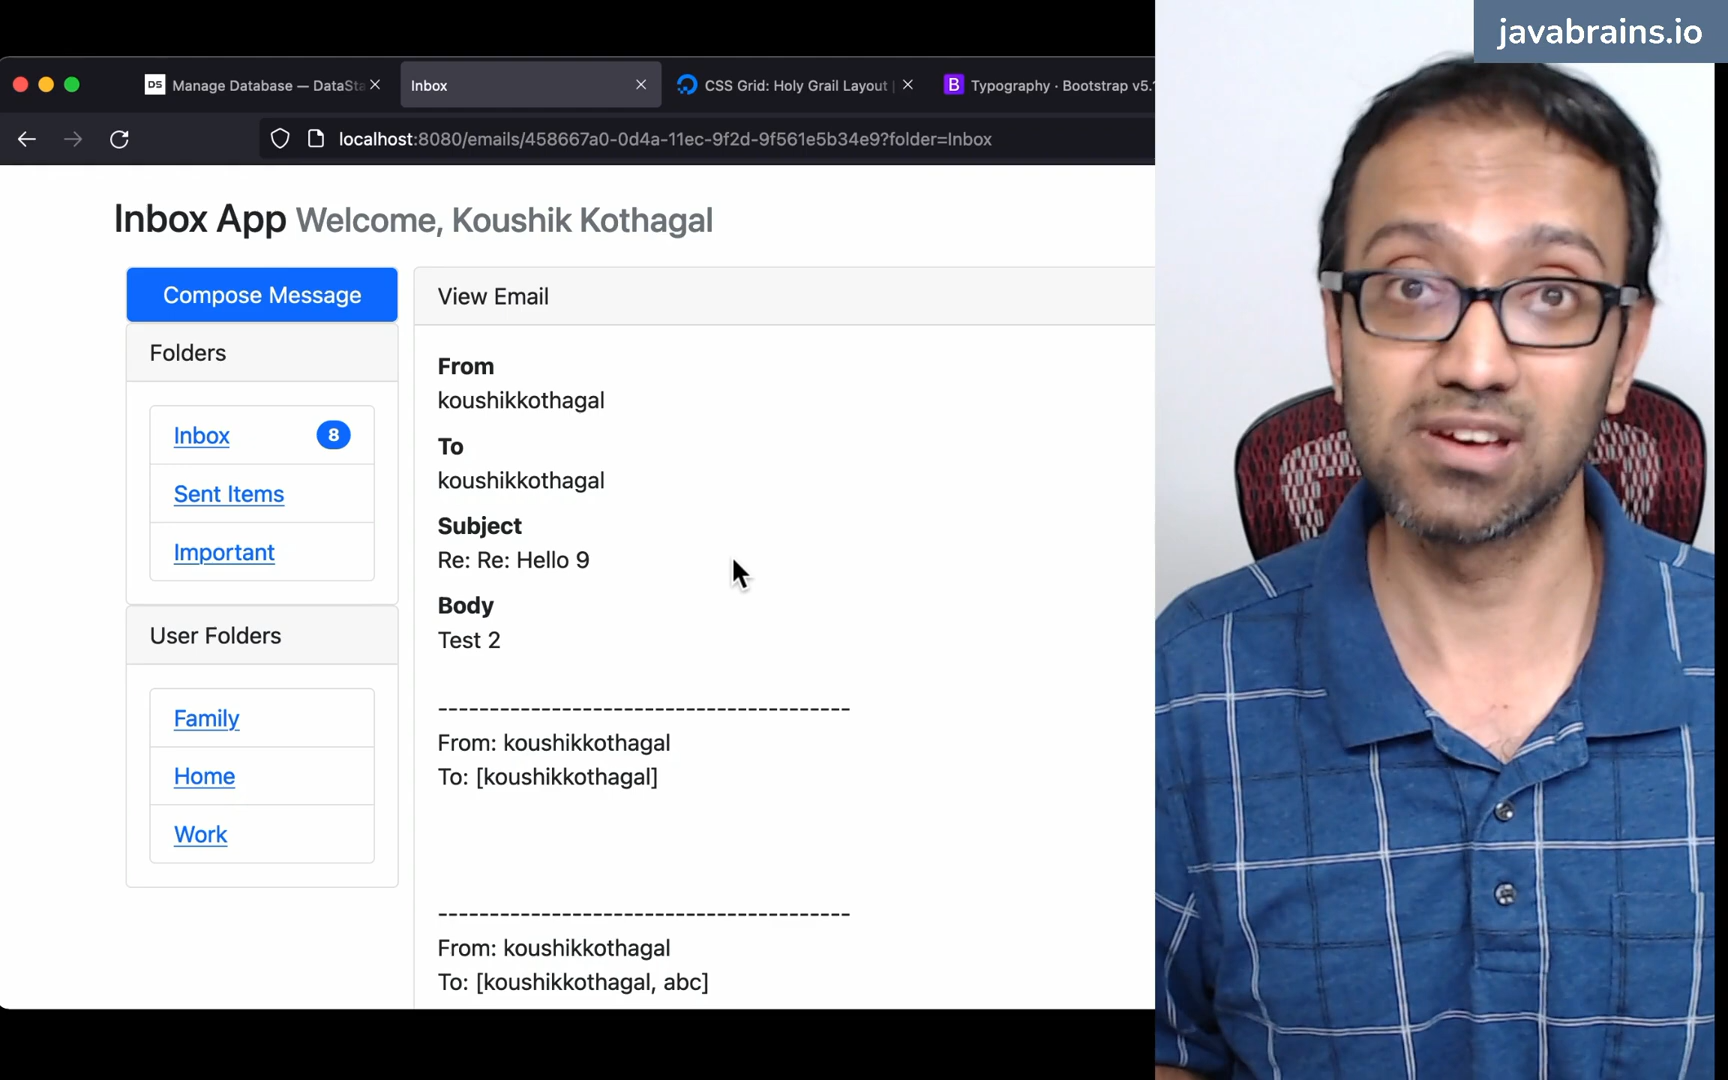 javabrains.io
DS Manage Database — DataSta
Inbox
CSS Grid: Holy Grail Layout |
B Typography · Bootstrap v5.
localhost:8080/emails/458667a0-0d4a-11ec-9f2d-9f561e5b34e9?folder=Inbox
Inbox App Welcome, Koushik Kothagal
Compose Message
Folders
Inbox 8
Sent Items
Important
User Folders
Family
Home
Work
View Email
From
koushikkothagal
To
koushikkothagal
Subject
Re: Re: Hello 9
Body
Test 2
----------------------------------------
From: koushikkothagal
To: [koushikkothagal]
----------------------------------------
From: koushikkothagal
To: [koushikkothagal, abc]